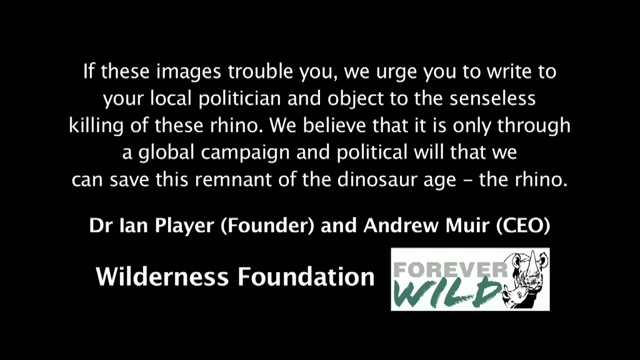 If these images trouble you, we urge you to write to
your local politician and object to the senseless
killing of these rhino. We believe that it is only through
a global campaign and political will that we
can save this remnant of the dinosaur age – the rhino.
Dr Ian Player (Founder) and Andrew Muir (CEO)
Wilderness Foundation
FOREVER
WILD